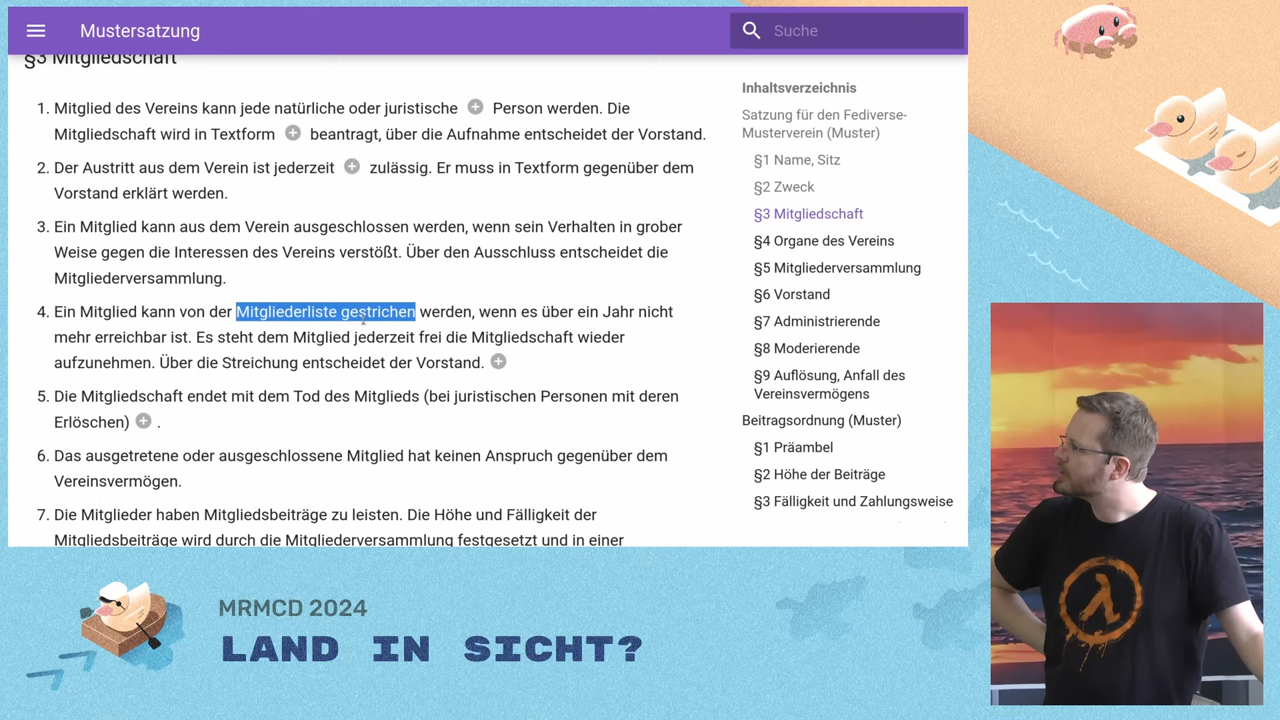 Mustersatzung
Suche
§3 Mitgliedschaft
1. Mitglied des Vereins kann jede natürliche oder juristische Person werden. Die
Mitgliedschaft wird in Textform beantragt, über die Aufnahme entscheidet der Vorstand.
2. Der Austritt aus dem Verein ist jederzeit zulässig. Er muss in Textform gegenüber dem
Vorstand erklärt werden.
3. Ein Mitglied kann aus dem Verein ausgeschlossen werden, wenn sein Verhalten in grober
Weise gegen die Interessen des Vereins verstößt. Über den Ausschluss entscheidet die
Mitgliederversammlung.
4. Ein Mitglied kann von der Mitgliederliste gestrichen werden, wenn es über ein Jahr nicht
mehr erreichbar ist. Es steht dem Mitglied jederzeit frei die Mitgliedschaft wieder
aufzunehmen. Über die Streichung entscheidet der Vorstand.
5. Die Mitgliedschaft endet mit dem Tod des Mitglieds (bei juristischen Personen mit deren
Erlöschen) .
6. Das ausgetretene oder ausgeschlossene Mitglied hat keinen Anspruch gegenüber dem
Vereinsvermögen.
7. Die Mitglieder haben Mitgliedsbeiträge zu leisten. Die Höhe und Fälligkeit der
Mitgliedsbeiträge wird durch die Mitgliederversammlung festgesetzt und in einer
Inhaltsverzeichnis
Satzung für den Fediverse-
Musterverein (Muster)
§1 Name, Sitz
§2 Zweck
§3 Mitgliedschaft
§4 Organe des Vereins
§5 Mitgliederversammlung
§6 Vorstand
§7 Administrierende
§8 Moderierende
§9 Auflösung, Anfall des
Vereinsvermögens
Beitragsordnung (Muster)
§1 Präambel
§2 Höhe der Beiträge
§3 Fälligkeit und Zahlungsweise
MRMCD 2024
LAND IN SICHT?